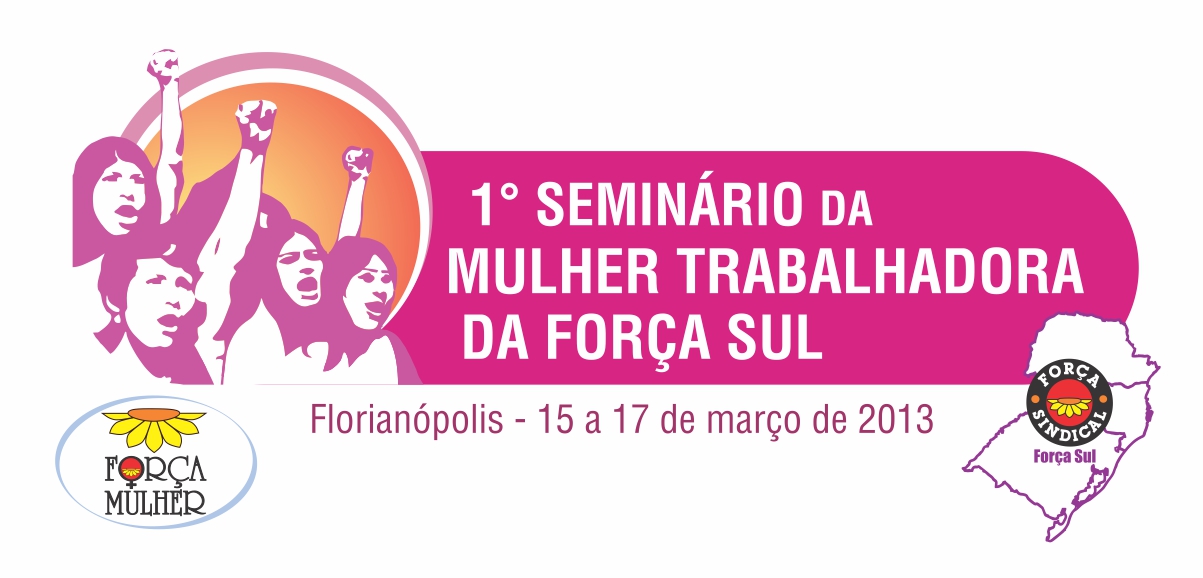 1° SEMINÁRIO DA
MULHER TRABALHADORA
DA FORÇA SUL
Florianópolis - 15 a 17 de março de 2013
FORÇA
MULHER
FORÇA
SINDICAL
Força Sul